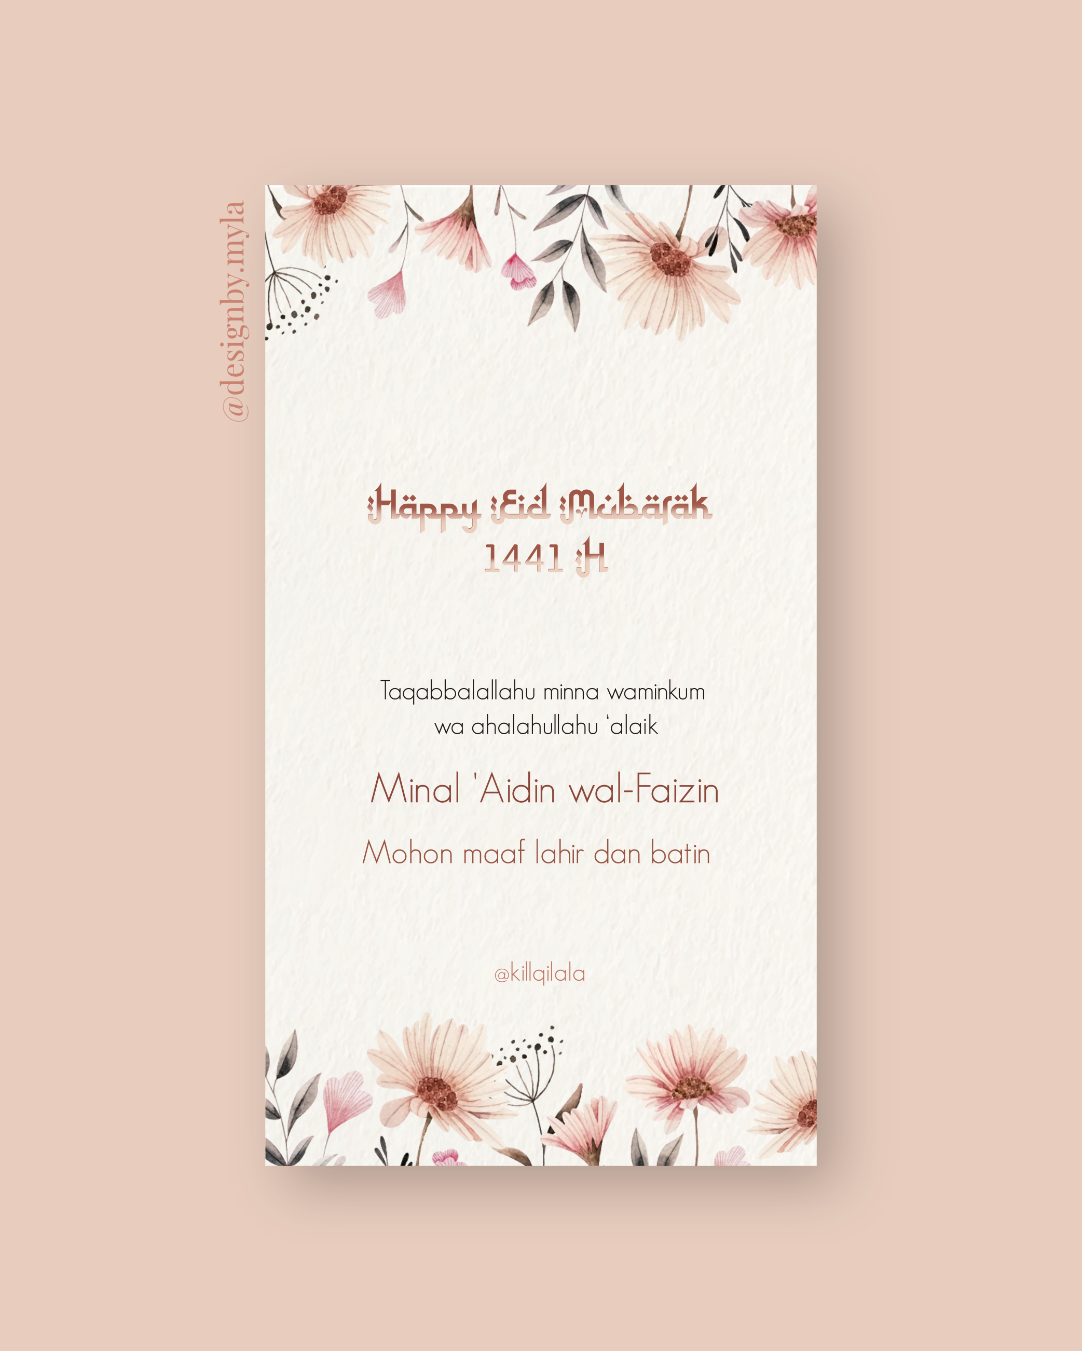 @designby.myla
Happy Eid Mubarak
1441 H
Taqabbalallahu minna waminkum
wa ahalahullahu ‘alaik
Minal 'Aidin wal-Faizin
Mohon maaf lahir dan batin
@killqilala